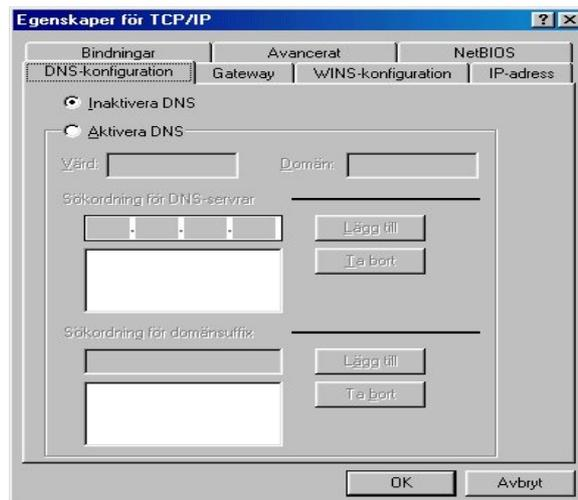 Egenskaper för TCP/IP
Bindningar Avancerat NetBIOS
DNS-konfiguration Gateway WINS-konfiguration IP-adress
Inaktivera DNS
Aktivera DNS
Värd: Domän:
Sökordning för DNS-servrar
Lägg till
Ta bort
Sökordning för domänsuffix
Lägg till
Ta bort
OK Avbryt